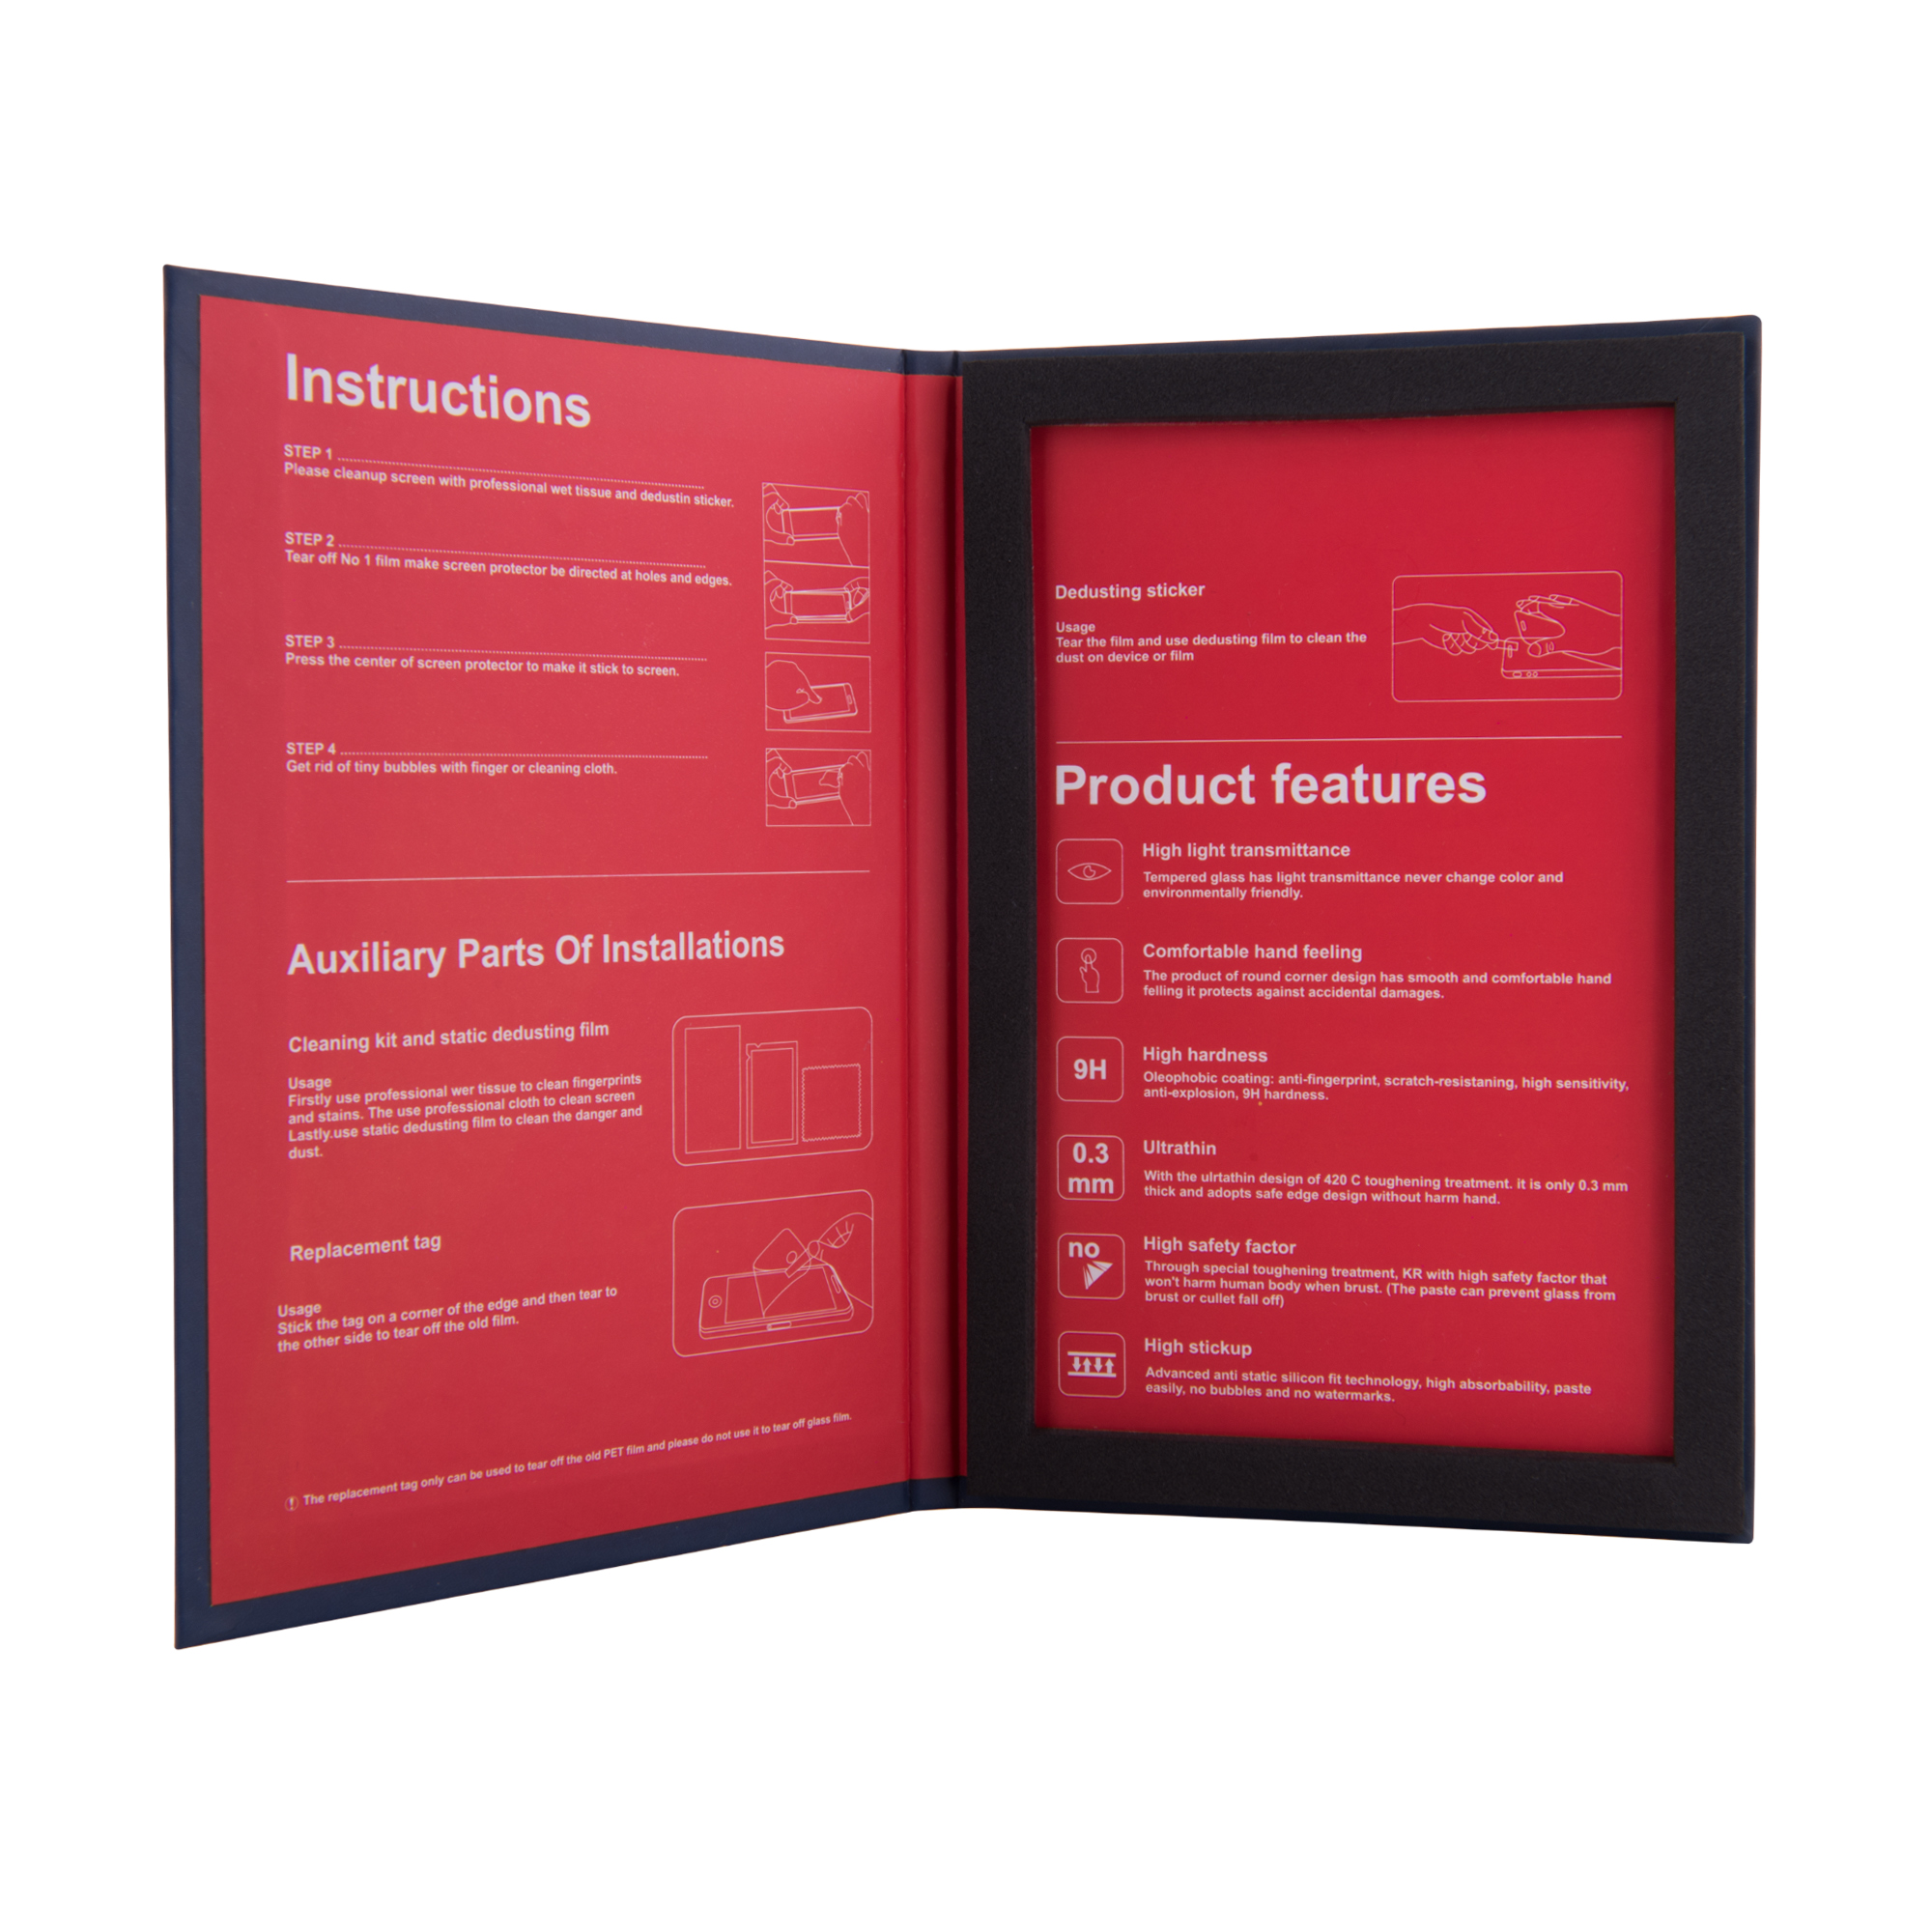 Instructions
STEP 1
Please cleanup screen with professional wet tissue and dedustin sticker.
STEP 2
Tear off No 1 film make screen protector be directed at holes and edges.
STEP 3
Press the center of screen protector to make it stick to screen.
STEP 4
Get rid of tiny bubbles with finger or cleaning cloth.
Auxiliary Parts Of Installations
Cleaning kit and static dedusting film
Usage
Firstly use professional wer tissue to clean fingerprints
and stains. The use professional cloth to clean screen
Lastly.use static dedusting film to clean the danger and
dust.
Replacement tag
Usage
Stick the tag on a corner of the edge and then tear to
the other side to tear off the old film.
! The replacement tag only can be used to tear off the old PET film and please do not use it to tear off glass film.
Dedusting sticker
Usage
Tear the film and use dedusting film to clean the
dust on device or film
Product features
High light transmittance
Tempered glass has light transmittance never change color and
environmentally friendly.
Comfortable hand feeling
The product of round corner design has smooth and comfortable hand
felling it protects against accidental damages.
9H
High hardness
Oleophobic coating: anti-fingerprint, scratch-resistaning, high sensitivity,
anti-explosion, 9H hardness.
0.3
mm
Ultrathin
With the ulrtathin design of 420 C toughening treatment. it is only 0.3 mm
thick and adopts safe edge design without harm hand.
no
High safety factor
Through special toughening treatment, KR with high safety factor that
won't harm human body when brust. (The paste can prevent glass from
brust or cullet fall off)
High stickup
Advanced anti static silicon fit technology, high absorbability, paste
easily, no bubbles and no watermarks.